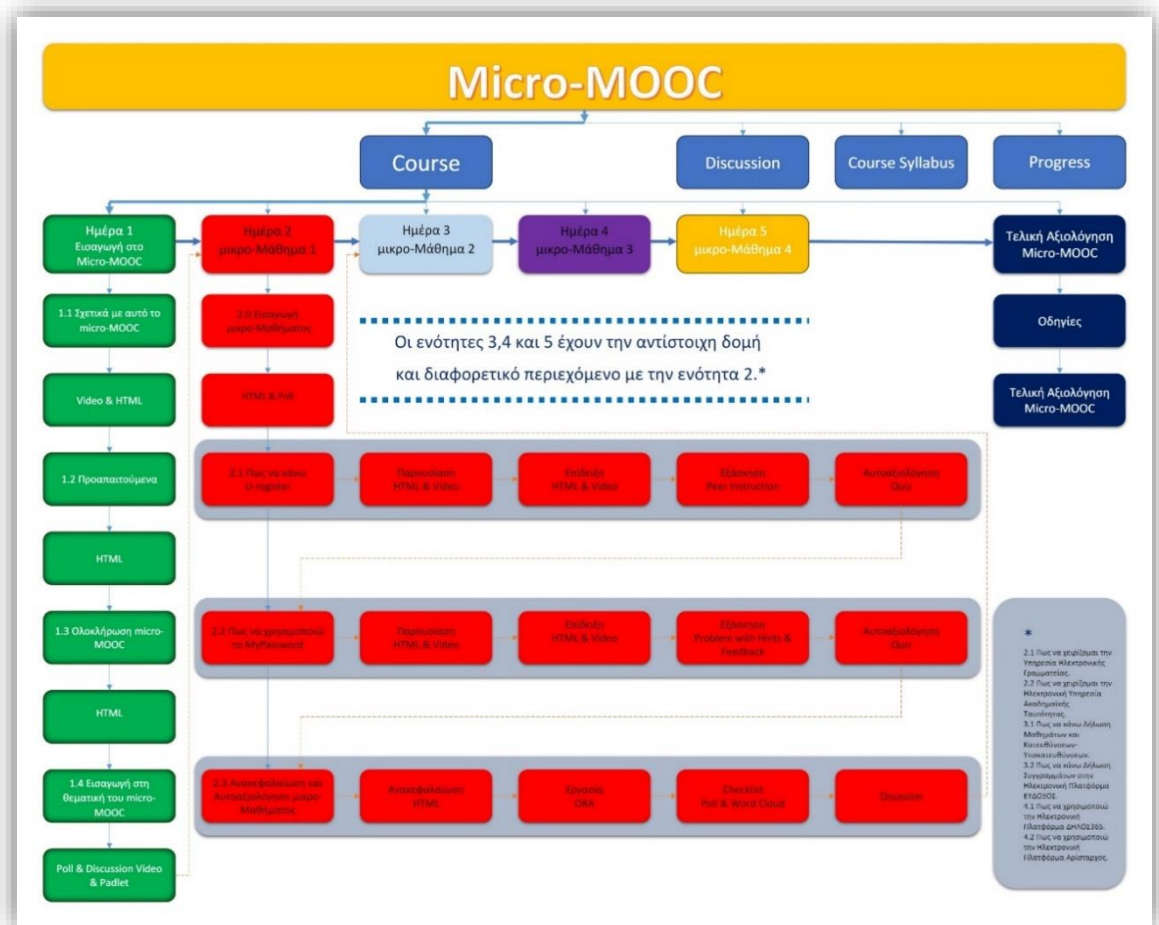 Micro-MOOC
Course
Discussion
Course Syllabus
Progress
Ημέρα 1
Εισαγωγή στο
Micro-MOOC
Ημέρα 2
μικρο-Μάθημα 1
Ημέρα 3
μικρο-Μάθημα 2
Ημέρα 4
μικρο-Μάθημα 3
Ημέρα 5
μικρο-Μάθημα 4
Τελική Αξιολόγηση
Micro-MOOC
1.1 Σχετικά με αυτό το
micro-MOOC
2.0 Εισαγωγή
μικρο-Μαθήματος
Οι ενότητες 3,4 και 5 έχουν την αντίστοιχη δομή
και διαφορετικό περιεχόμενο με την ενότητα 2.*
Οδηγίες
Video & HTML
HTML & Poll
Τελική Αξιολόγηση
Micro-MOOC
1.2 Προαπαιτούμενα
2.1 Πως να κάνω
U-register
Παρουσίαση
HTML & Video
Επίδειξη
HTML & Video
Εξάσκηση
Peer Instruction
Αυτοαξιολόγηση
Quiz
HTML
1.3 Ολοκλήρωση micro-
MOOC
2.2 Πως να χρησιμοποιώ
το MyPassword
Παρουσίαση
HTML & Video
Επίδειξη
HTML & Video
Εξάσκηση
Problem with Hints &
Feedback
Αυτοαξιολόγηση
Quiz
HTML
1.4 Εισαγωγή στη
θεματική του micro-
MOOC
2.3 Ανακεφαλαίωση και
Αυτοαξιολόγηση μικρο-
Μαθήματος
Ανακεφαλαίωση
HTML
Εργασία
ORA
Checklist
Poll & Word Cloud
Disussion
Poll & Discussion Video
& Padlet
*
2.1 Πως να χειρίζομαι την
Υπηρεσία Ηλεκτρονικής
Γραμματείας.
2.2 Πως να χειρίζομαι την
Ηλεκτρονική Υπηρεσία
Ακαδημαϊκής
Ταυτότητας.
3.1 Πως να κάνω Δήλωση
Μαθημάτων και
Κατευθύνσεων-
Υποκατευθύνσεων.
3.2 Πως να κάνω Δήλωση
Συγγραμμάτων στην
Ηλεκτρονική Πλατφόρμα
ΕΥΔΟΞΟΣ.
4.1 Πως να χρησιμοποιώ
την Ηλεκτρονική
Πλατφόρμα ΔΗΛΟΣ365.
4.2 Πως να χρησιμοποιώ
την Ηλεκτρονική
Πλατφόρμα Αρίσταρχος.